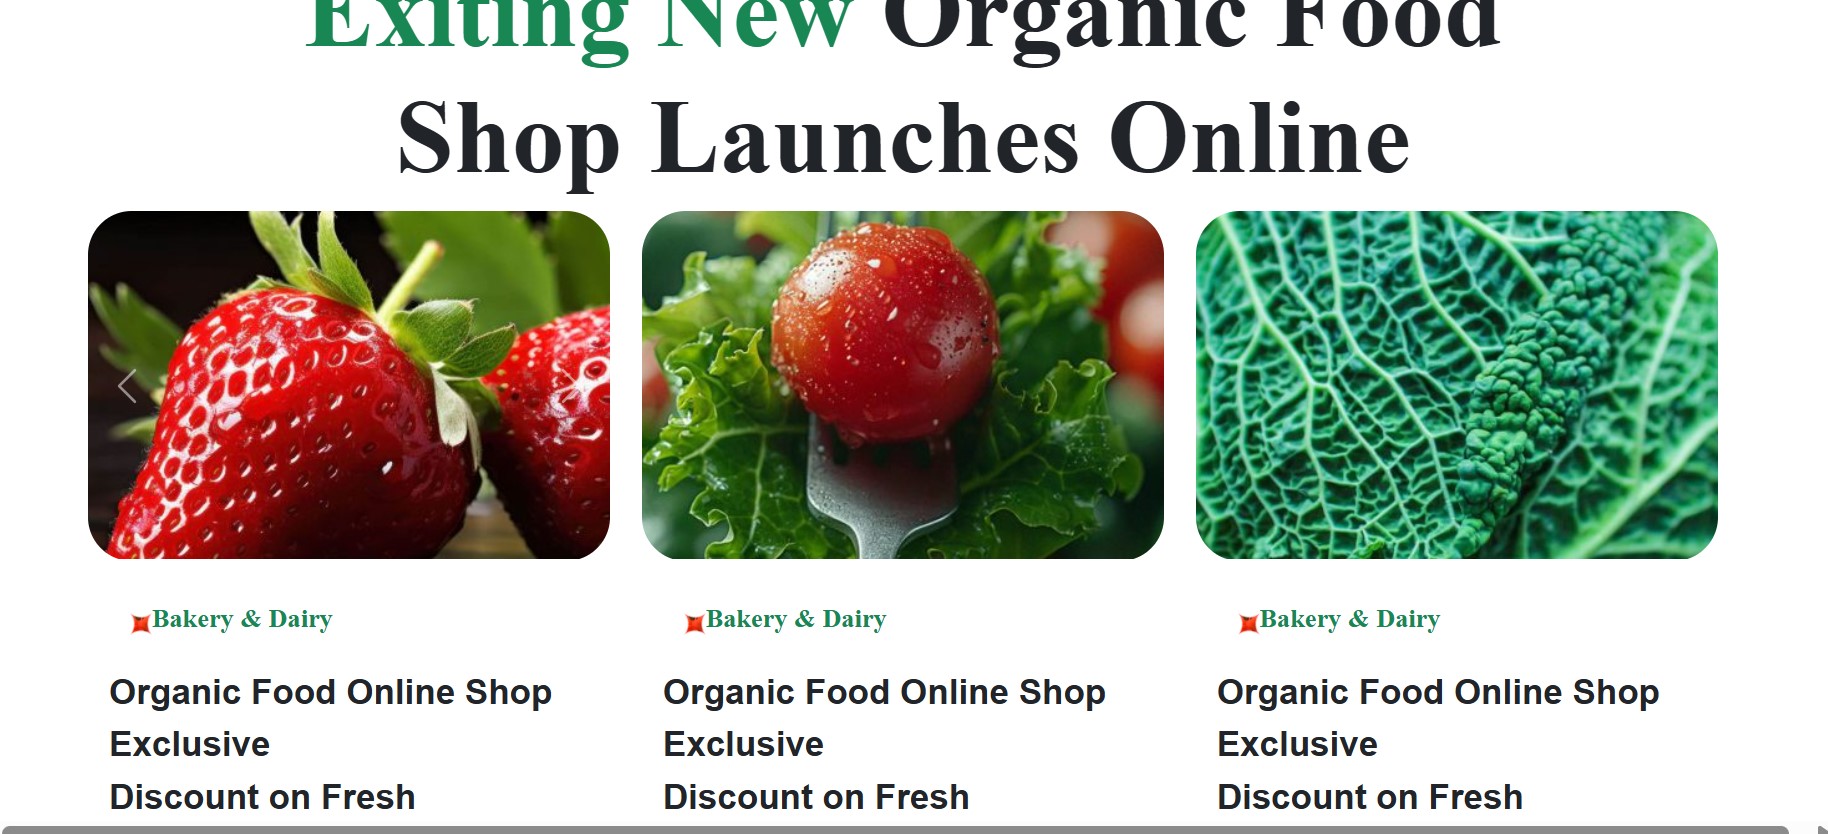 Exiting New Organic Food
Shop Launches Online
Bakery & Dairy
Bakery & Dairy
Bakery & Dairy
Organic Food Online Shop
Exclusive
Discount on Fresh
Organic Food Online Shop
Exclusive
Discount on Fresh
Organic Food Online Shop
Exclusive
Discount on Fresh